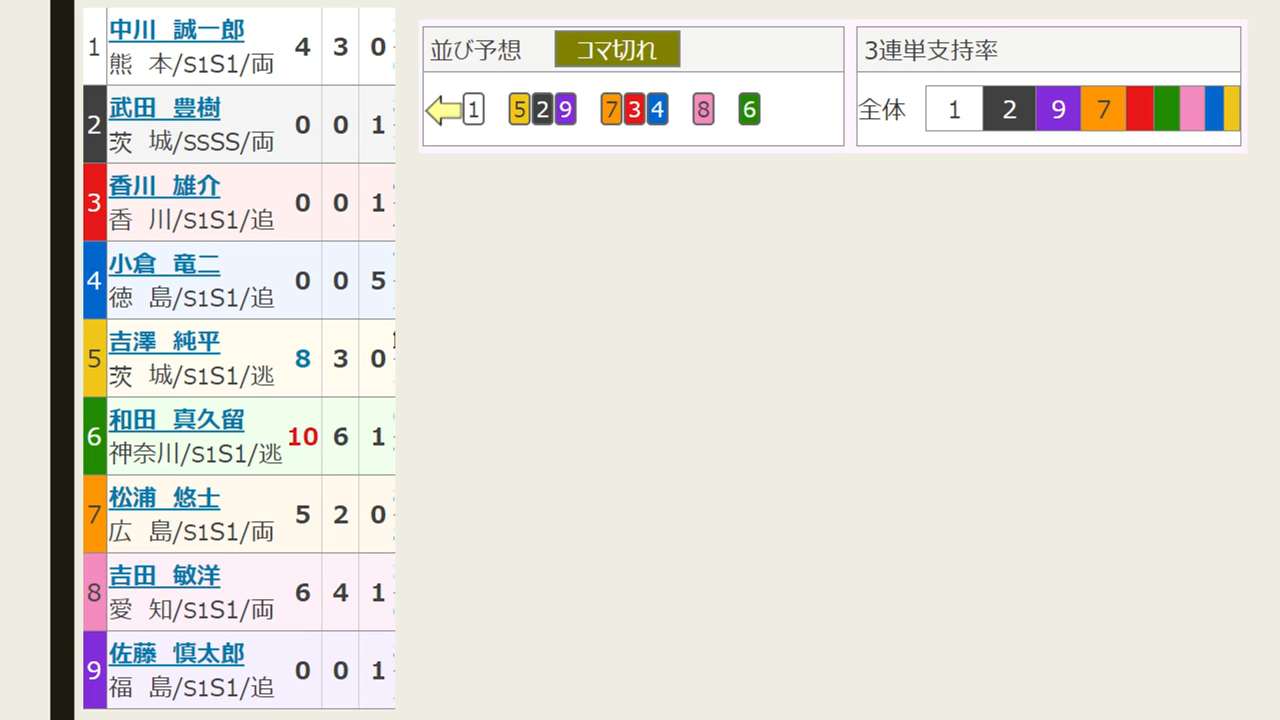 1 中川 誠一郎 4 3 0
熊 本/S1S1/両
2 武田 豊樹 0 0 1
茨 城/SSSS/両
3 香川 雄介 0 0 1
香 川/S1S1/追
4 小倉 竜二 0 0 5
徳 島/S1S1/追
5 吉澤 純平 8 3 0
茨 城/S1S1/逃
6 和田 真久留 10 6 1
神奈川/S1S1/逃
7 松浦 悠士 5 2 0
広 島/S1S1/両
8 吉田 敏洋 6 4 1
愛 知/S1S1/両
9 佐藤 慎太郎 0 0 1
福 島/S1S1/追
並び予想 コマ切れ
1 5 2 9 7 3 4 8 6
3連単支持率
全体 1 2 9 7